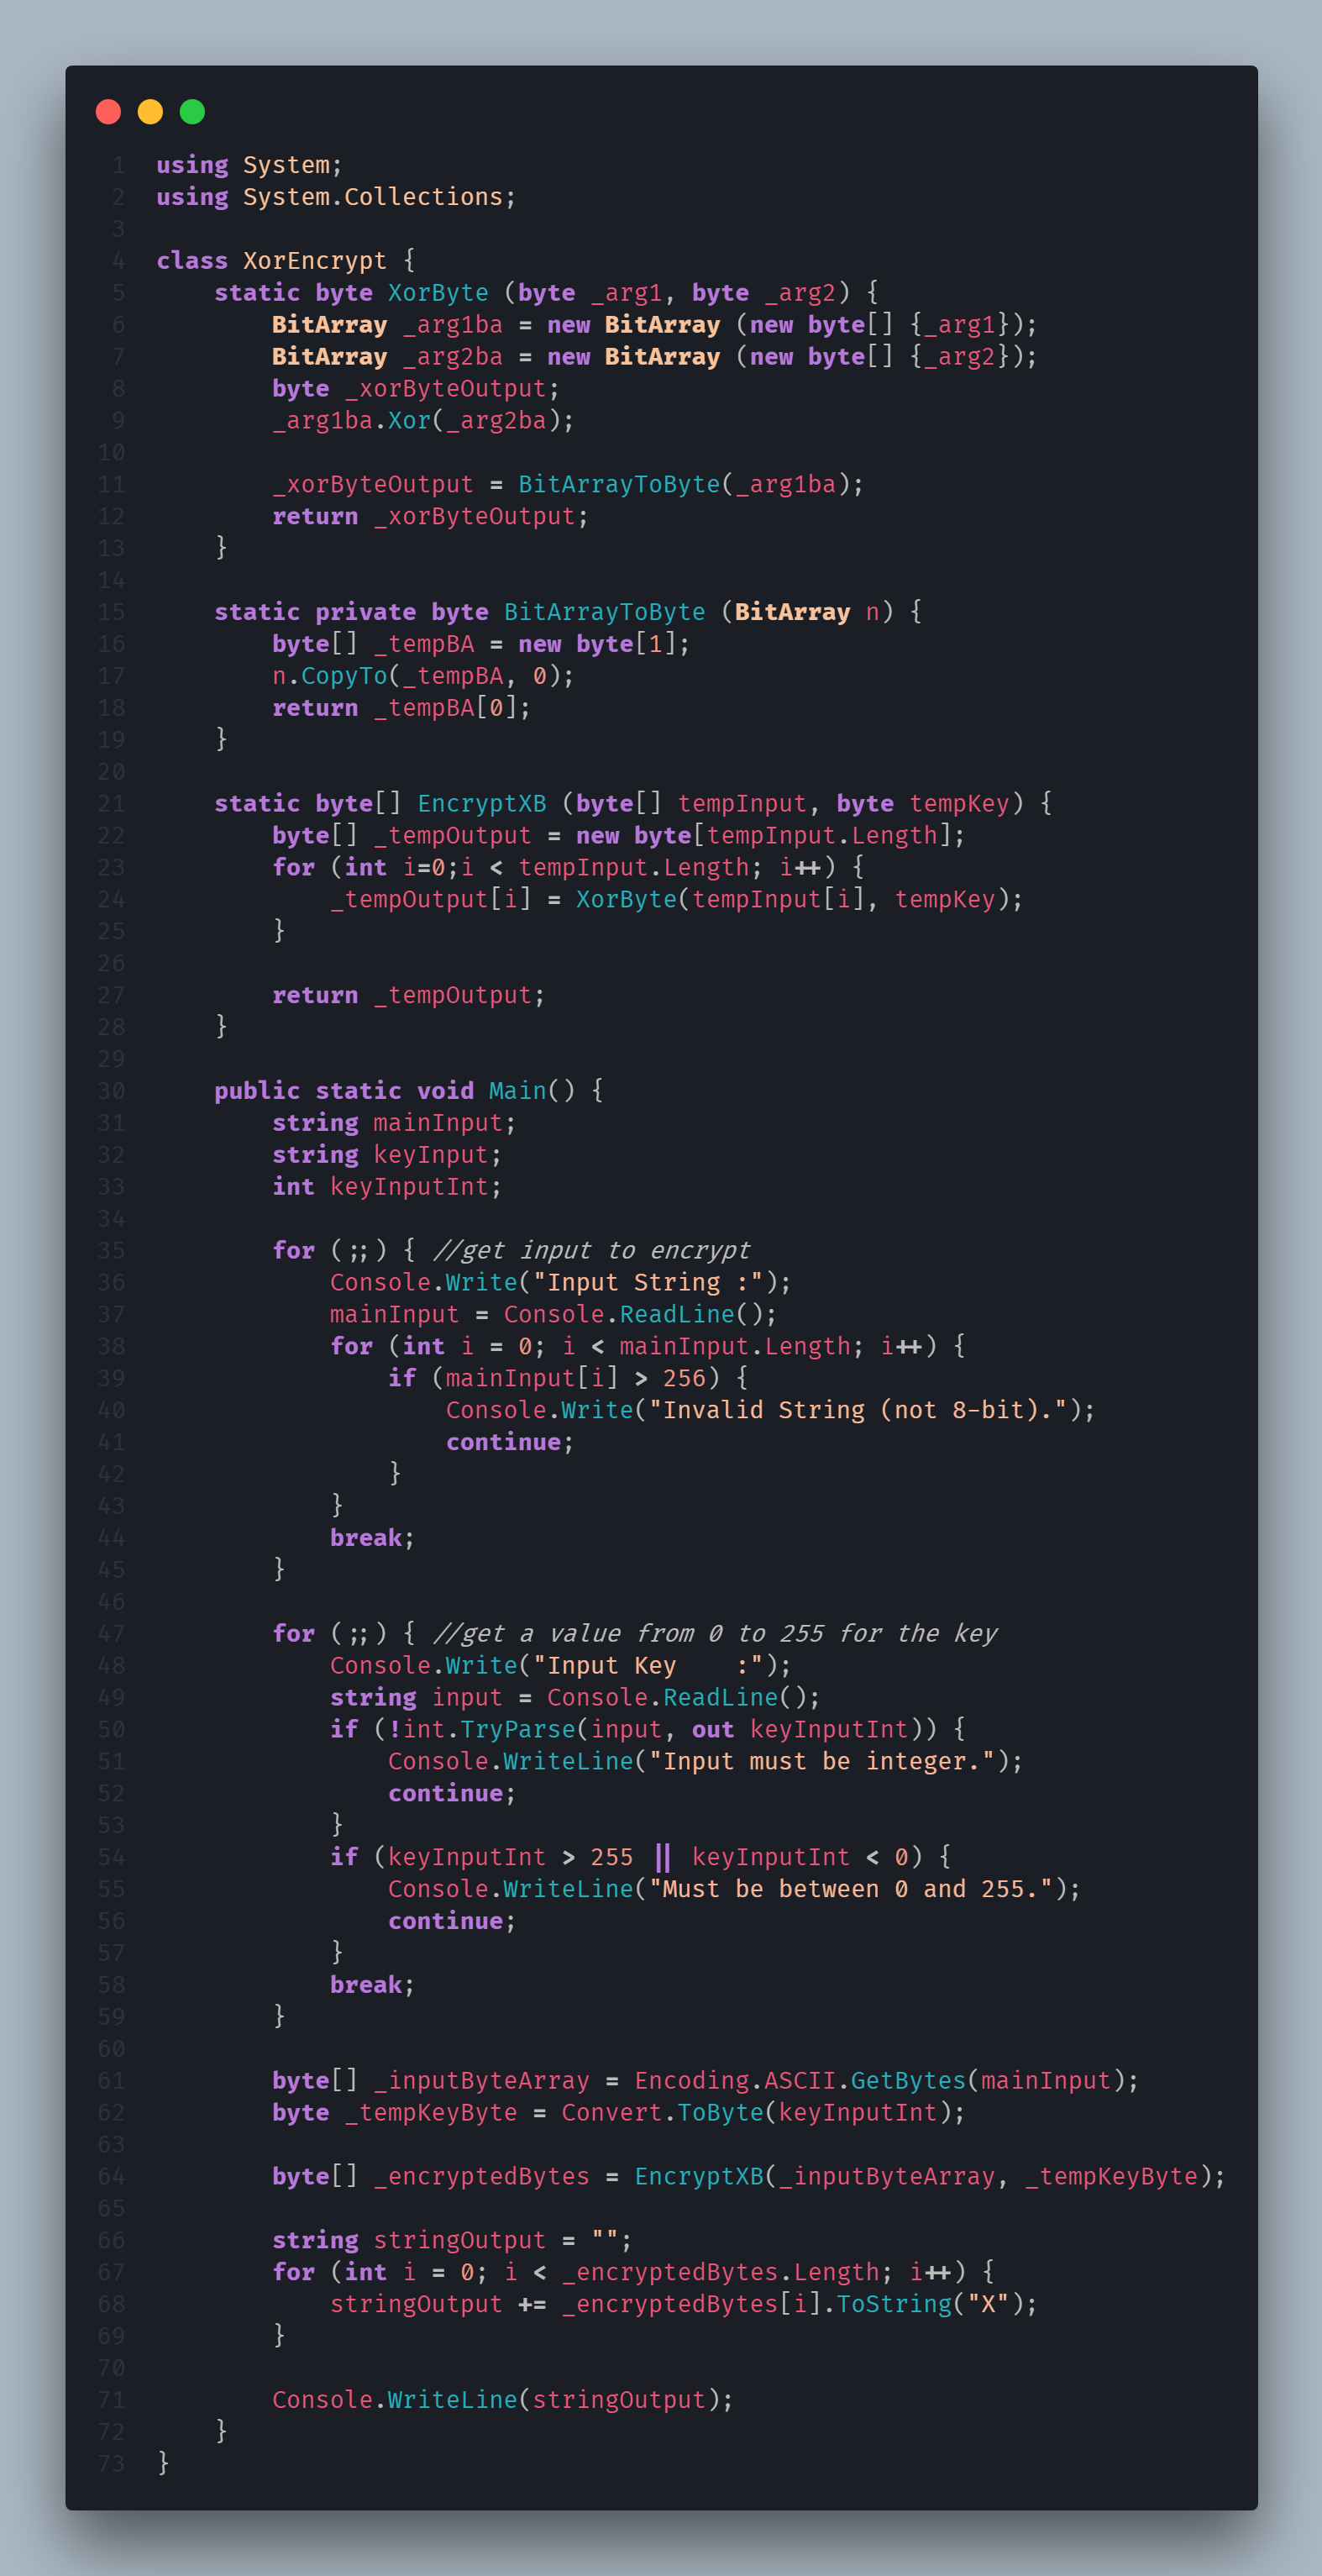 1 using System;
2 using System.Collections;
3
4 class XorEncrypt {
5     static byte XorByte (byte _arg1, byte _arg2) {
6         BitArray _arg1ba = new BitArray (new byte[] {_arg1});
7         BitArray _arg2ba = new BitArray (new byte[] {_arg2});
8         byte _xorByteOutput;
9         _arg1ba.Xor(_arg2ba);
10
11         _xorByteOutput = BitArrayToByte(_arg1ba);
12         return _xorByteOutput;
13     }
14
15     static private byte BitArrayToByte (BitArray n) {
16         byte[] _tempBA = new byte[1];
17         n.CopyTo(_tempBA, 0);
18         return _tempBA[0];
19     }
20
21     static byte[] EncryptXB (byte[] tempInput, byte tempKey) {
22         byte[] _tempOutput = new byte[tempInput.Length];
23         for (int i=0;i < tempInput.Length; i++) {
24             _tempOutput[i] = XorByte(tempInput[i], tempKey);
25         }
26
27         return _tempOutput;
28     }
29
30     public static void Main() {
31         string mainInput;
32         string keyInput;
33         int keyInputInt;
34
35         for (;;) { //get input to encrypt
36             Console.Write("Input String :");
37             mainInput = Console.ReadLine();
38             for (int i = 0; i < mainInput.Length; i++) {
39                 if (mainInput[i] > 256) {
40                     Console.Write("Invalid String (not 8-bit).");
41                     continue;
42                 }
43             }
44             break;
45         }
46
47         for (;;) { //get a value from 0 to 255 for the key
48             Console.Write("Input Key    :");
49             string input = Console.ReadLine();
50             if (!int.TryParse(input, out keyInputInt)) {
51                 Console.WriteLine("Input must be integer.");
52                 continue;
53             }
54             if (keyInputInt > 255 || keyInputInt < 0) {
55                 Console.WriteLine("Must be between 0 and 255.");
56                 continue;
57             }
58             break;
59         }
60
61         byte[] _inputByteArray = Encoding.ASCII.GetBytes(mainInput);
62         byte _tempKeyByte = Convert.ToByte(keyInputInt);
63
64         byte[] _encryptedBytes = EncryptXB(_inputByteArray, _tempKeyByte);
65
66         string stringOutput = "";
67         for (int i = 0; i < _encryptedBytes.Length; i++) {
68             stringOutput += _encryptedBytes[i].ToString("X");
69         }
70
71         Console.WriteLine(stringOutput);
72     }
73 }